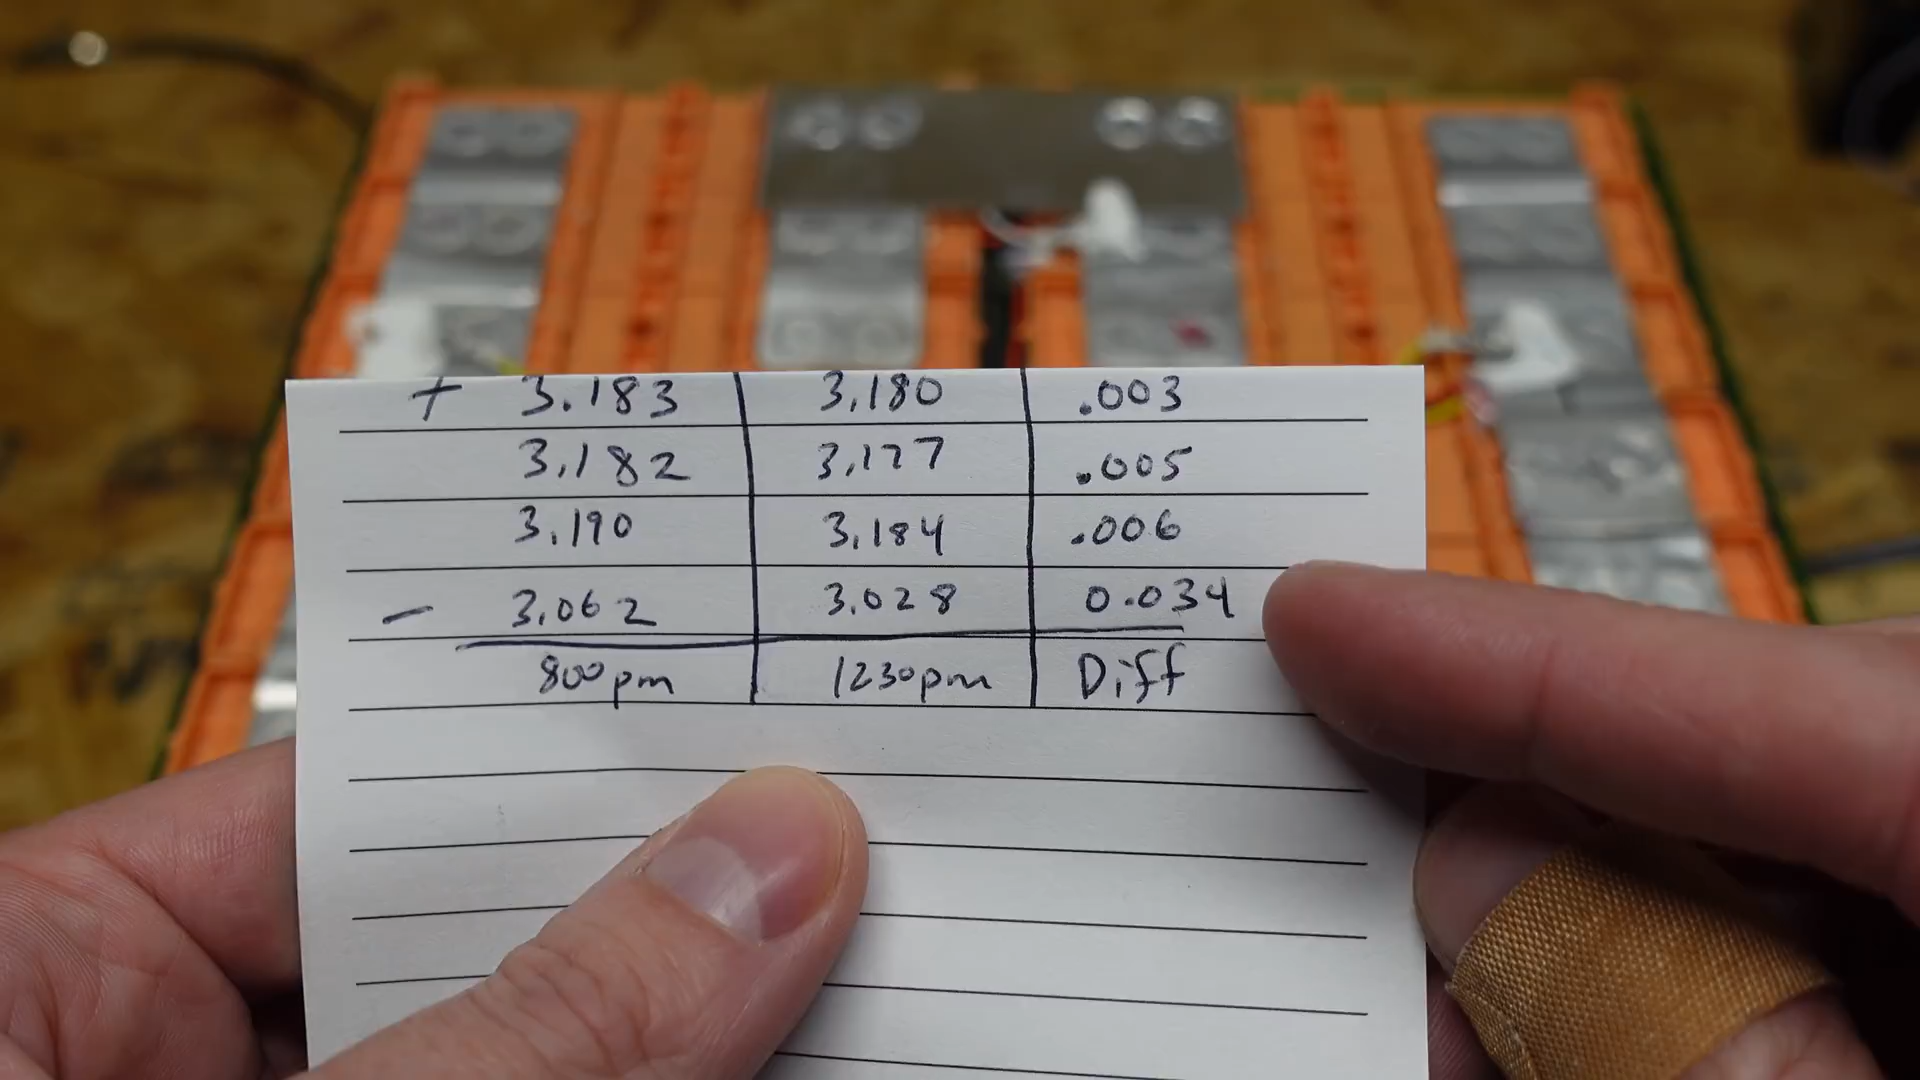 + 3.183 3,180 .003
3,182 3,177 .005
3,190 3,184 .006
- 3,062 3.028 0.034
800pm 1230pm Diff